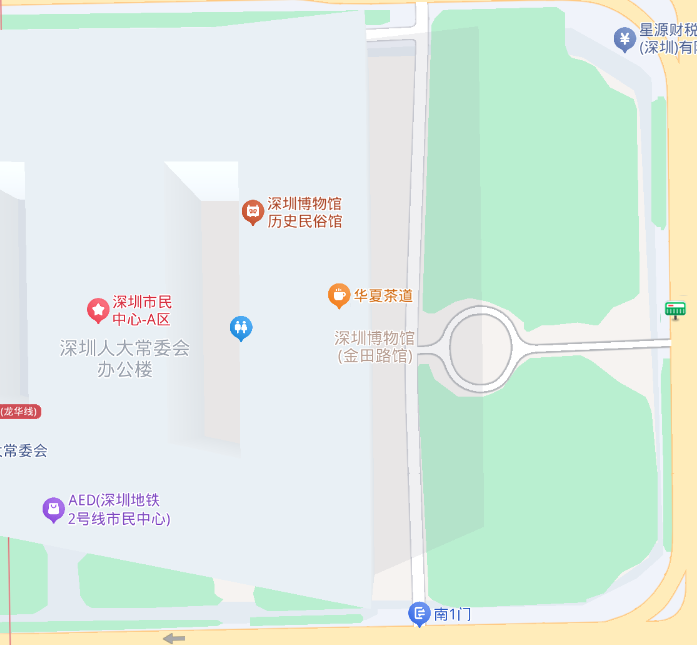 星源财税
(深圳)有
深圳博物馆
历史民俗馆
华夏茶道
深圳市民
中心-A区
深圳博物馆
(金田路馆)
深圳人大常委会
办公楼
(龙华线)
常委会
AED(深圳地铁
2号线市民中心)
南1门